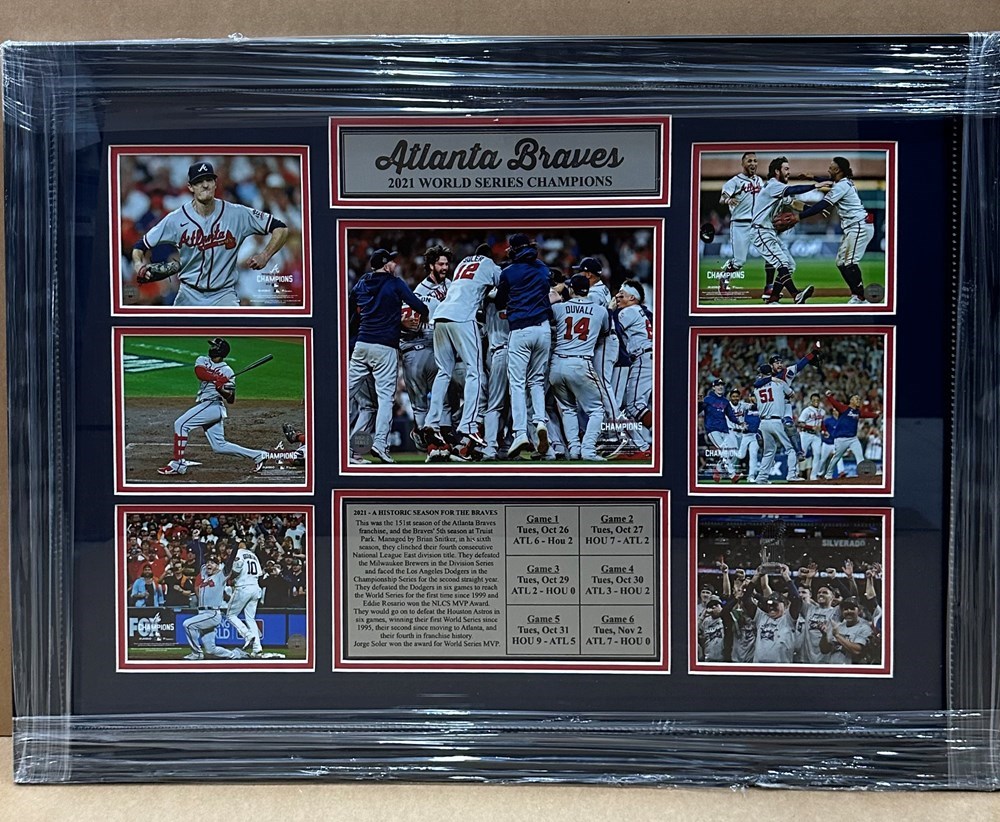 Atlanta Braves
2021 WORLD SERIES CHAMPIONS
Atlanta
CHAMPIONS
SOLER
12
DUVALL
14
CHAMPIONS
CHAMPIONS
CHAMPIONS
51
CHAMPIONS
10
FOX
CHAMPIONS
2021 - A HISTORIC SEASON FOR THE BRAVES
This was the 151st season of the Atlanta Braves
franchise, and the Braves' 5th season at Truist
Park. Managed by Brian Snitker, in his sixth
season, they clinched their fourth consecutive
National League East division title. They defeated
the Milwaukee Brewers in the Division Series
and faced the Los Angeles Dodgers in the
Championship Series for the second straight year.
They defeated the Dodgers in six games to reach
the World Series for the first time since 1999 and
Eddie Rosario won the NLCS MVP Award.
They would go on to defeat the Houston Astros in
six games, winning their first World Series since
1995, their second since moving to Atlanta, and
their fourth in franchise history.
Jorge Soler won the award for World Series MVP.
Game 1
Tues, Oct 26
ATL 6 - Hou 2
Game 2
Tues, Oct 27
HOU 7 - ATL 2
Game 3
Tues, Oct 29
ATL 2 - HOU 0
Game 4
Tues, Oct 30
ATL 3 - HOU 2
Game 5
Tues, Oct 31
HOU 9 - ATL 5
Game 6
Tues, Nov 2
ATL 7 - HOU 0
SILVERADO